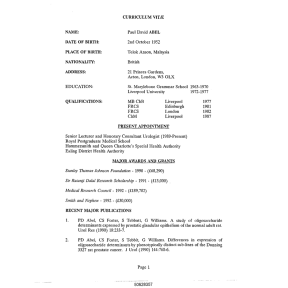 CURRICULUM VITÆ
NAME: Paul David ABEL
DATE OF BIRTH: 2nd October 1952
PLACE OF BIRTH: Teluk Anson, Malaysia
NATIONALITY: British
ADDRESS: 21 Princes Gardens,
Acton, London, W3 0LX
EDUCATION: St. Marylebone Grammar School 1963-1970
Liverpool University 1972-1977
QUALIFICATIONS: MB ChB Liverpool 1977
FRCS Edinburgh 1981
FRCS London 1982
ChM Liverpool 1987
PRESENT APPOINTMENT
Senior Lecturer and Honorary Consultant Urologist (1989-Present)
Royal Postgraduate Medical School
Hammersmith and Queen Charlotte's Special Health Authority
Ealing District Health Authority
MAJOR AWARDS AND GRANTS
Stanley Thomas Johnson Foundation - 1990 - (£68,290)
Sir Ratanji Dalal Research Scholarship - 1991 - (£15,000)
Medical Research Council - 1992 - (£189,782)
Smith and Nephew - 1992 - (£30,000)
RECENT MAJOR PUBLICATIONS
1. PD Abel, CS Foster, S Tebbutt, G Williams. A study of oligosaccharide
determinants expressed by prostatic glandular epithelium of the normal adult rat.
Urol Res (1990) 18:233-7.
2. PD Abel, CS Foster, S Tebbit, G Williams. Differences in expression of
oligosaccharide determinants by phenotypically distinct sub-lines of the Dunning
3327 rat prostate cancer. J Urol (1990) 144:760-6.
Page 1
50628357